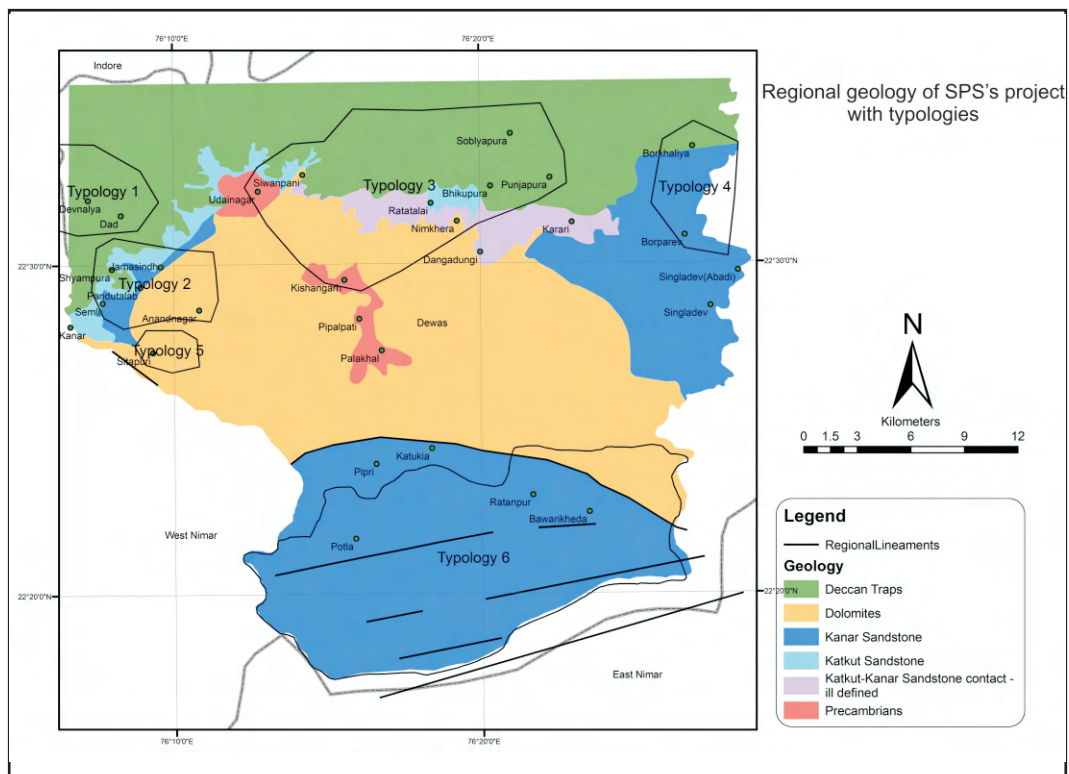 76°10'0"E
76°20'0"E
Indore
Regional geology of SPS's project
with typologies
Soblyapura
Borkhaliya
Typology 1
Siwanpani
Typology 3
Punjapura
Typology 4
Devnalya
Udainagar
Bhikupura
Ratatalai
Dad
Nimkhera
Karari
Borparev
Dangadungi
22°30'0"N
22°30'0"N
Jamasindh
Shyampura
Singladev(Abadi)
Typology 2
Kishangarh
Pandutalab
Semli
Anandnagar
Singladev
Kanar
Pipalpati
Dewas
Typology 5
Sitapuri
Palakhal
N
Kilometers
0 1.5 3 6 9 12
Katukia
Pipri
Ratanpur
Bawarikheda
West Nimar
Potla
Typology 6
22°20'0"N
22°20'0"N
East Nimar
Legend
RegionalLineaments
Geology
Deccan Traps
Dolomites
Kanar Sandstone
Katkut Sandstone
Katkut-Kanar Sandstone contact -
ill defined
Precambrians
76°10'0"E
76°20'0"E